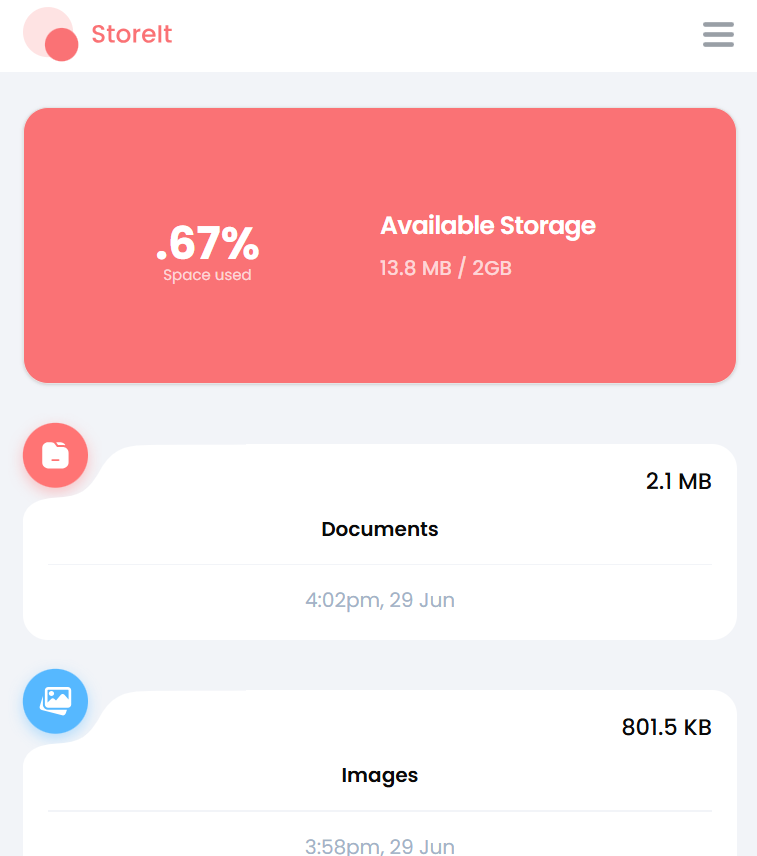 StoreIt
.67%
Space used
Available Storage
13.8 MB / 2GB
2.1 MB
Documents
4:02pm, 29 Jun
801.5 KB
Images
3:58pm, 29 Jun